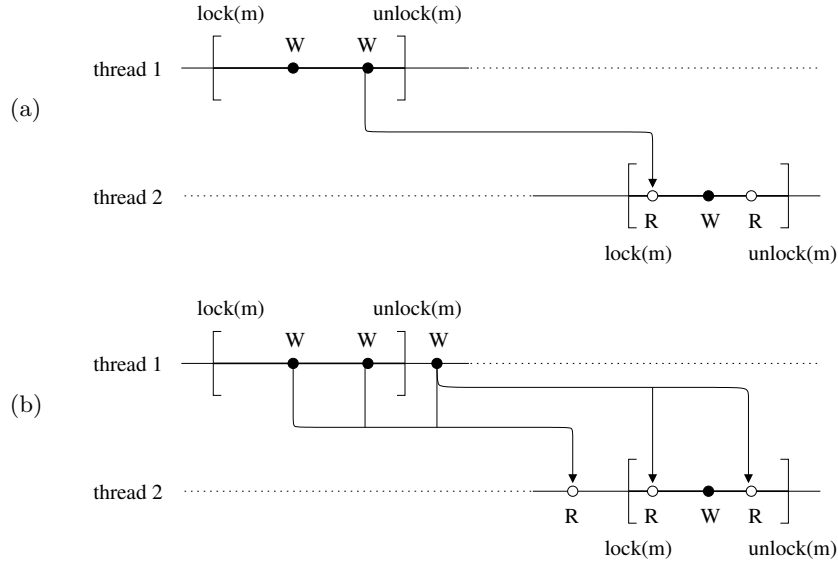 lock(m) unlock(m)
W W
thread 1
(a)
thread 2
R W R
lock(m) unlock(m)
lock(m) unlock(m)
W W W
thread 1
(b)
thread 2
R R W R
lock(m) unlock(m)